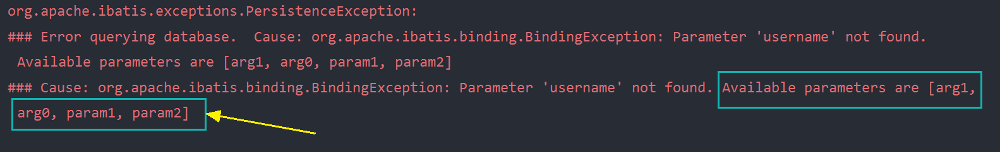 org.apache.ibatis.exceptions.PersistenceException:
### Error querying database.  Cause: org.apache.ibatis.binding.BindingException: Parameter 'username' not found.
 Available parameters are [arg1, arg0, param1, param2]
### Cause: org.apache.ibatis.binding.BindingException: Parameter 'username' not found. Available parameters are [arg1,
 arg0, param1, param2]